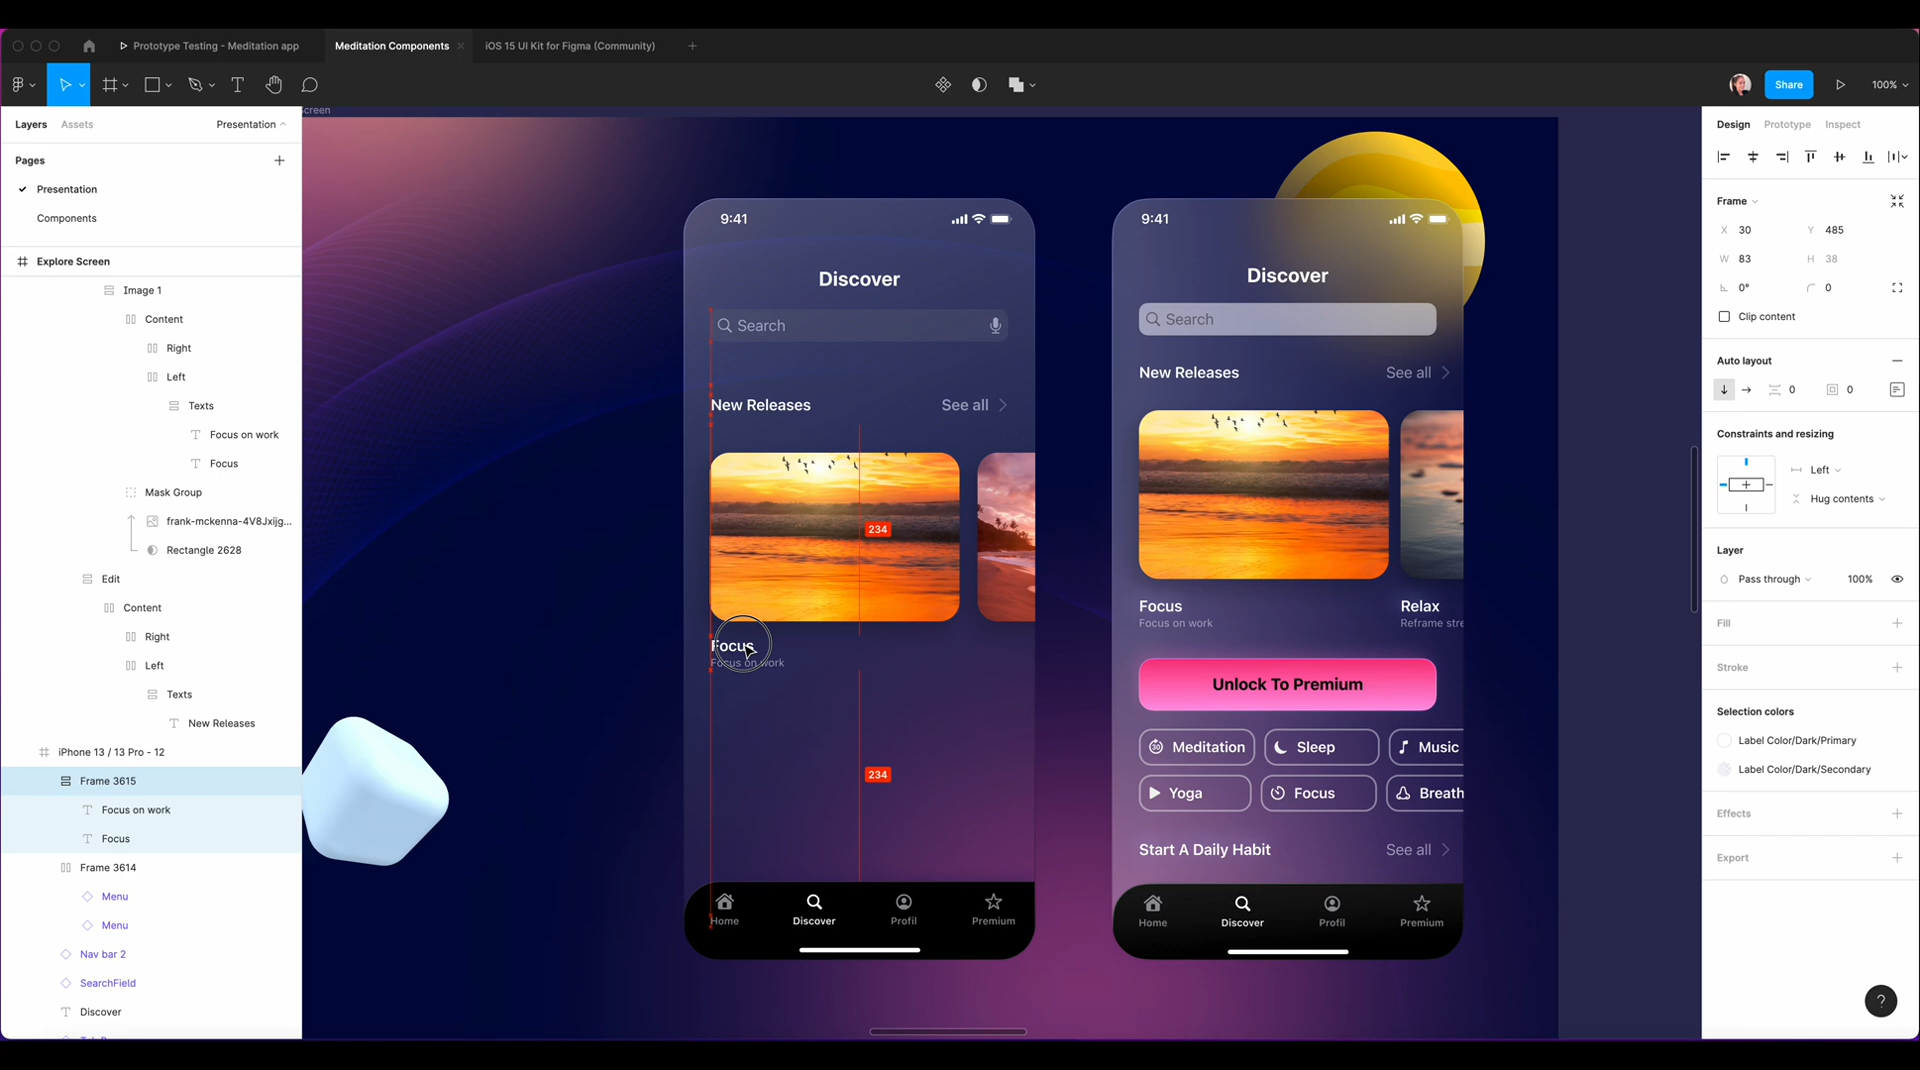 Prototype Testing - Meditation app
Meditation Components
iOS 15 UI Kit for Figma (Community)
Share
100%
Layers
Assets
Presentation
Pages
Presentation
Components
Explore Screen
Image 1
Content
Right
Left
Texts
Focus on work
Focus
Mask Group
frank-mckenna-4V8Jxijg...
Rectangle 2628
Edit
Content
Right
Left
Texts
New Releases
iPhone 13 / 13 Pro - 12
Frame 3615
Focus on work
Focus
Frame 3614
Menu
Menu
Nav bar 2
SearchField
Discover
Screen
9:41
Discover
Search
New Releases
See all
234
Focus
Focus on work
234
Home
Discover
Profil
Premium
9:41
Discover
Search
New Releases
See all
Focus
Focus on work
Relax
Reframe stre
Unlock To Premium
30 Meditation
Sleep
Music
Yoga
Focus
Breath
Start A Daily Habit
See all
Home
Discover
Profil
Premium
Design
Prototype
Inspect
Frame
X 30
Y 485
W 83
H 38
0°
0
Clip content
Auto layout
0
0
Constraints and resizing
Left
Hug contents
Layer
Pass through
100%
Fill
Stroke
Selection colors
Label Color/Dark/Primary
Label Color/Dark/Secondary
Effects
Export
?